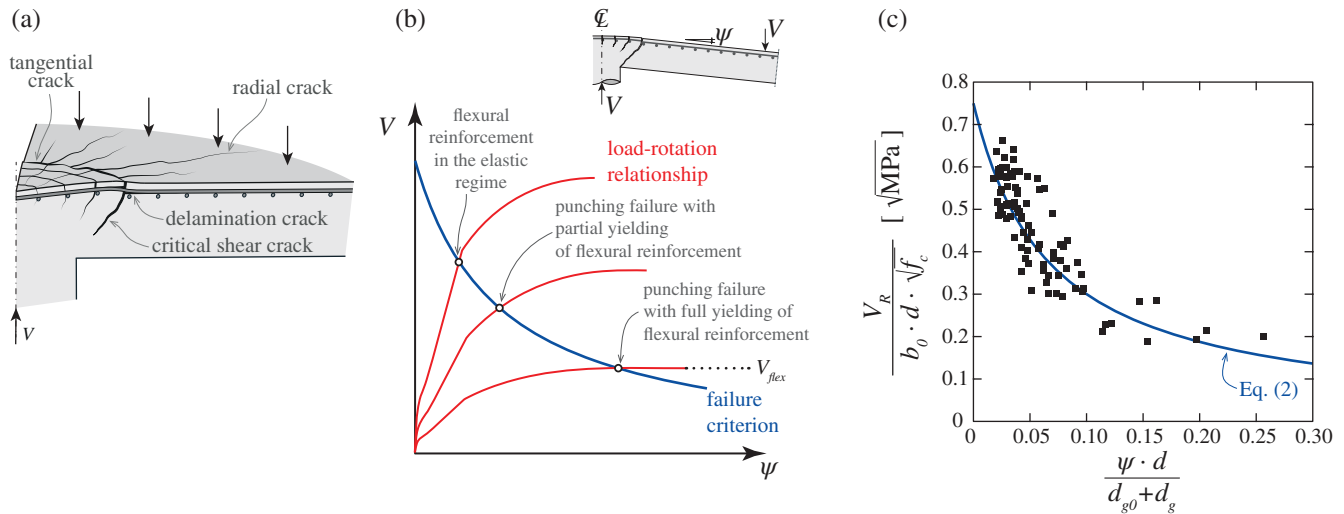 (a)
tangential
crack
radial crack
delamination crack
critical shear crack
V
(b)
℄
ψ
V
V
V
flexural
reinforcement
in the elastic
regime
load-rotation
relationship
punching failure with
partial yielding
of flexural reinforcement
punching failure
with full yielding of
flexural reinforcement
V_flex
failure
criterion
ψ
(c)
V_R / (b_0 · d · √f_c) [√MPa]
0.8
0.7
0.6
0.5
0.4
0.3
0.2
0.1
0
Eq. (2)
0 0.05 0.10 0.15 0.20 0.25 0.30
ψ · d
d_g0+d_g